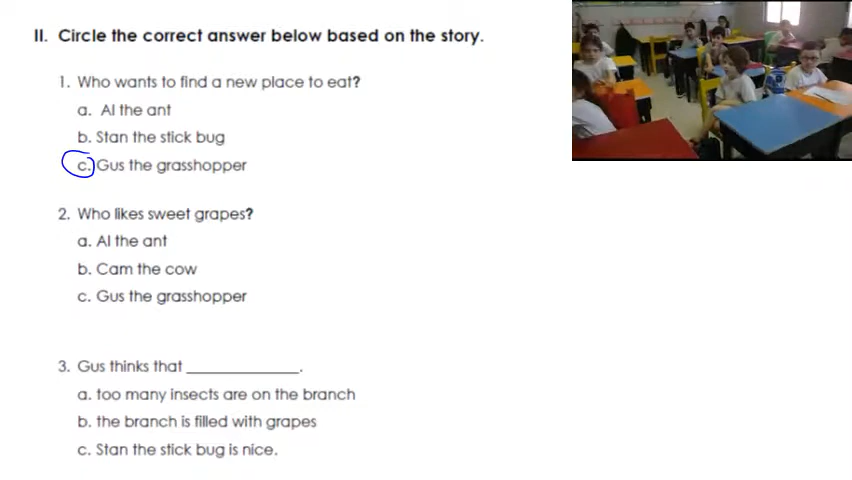 II. Circle the correct answer below based on the story.
1. Who wants to find a new place to eat?
a. Al the ant
b. Stan the stick bug
c. Gus the grasshopper
2. Who likes sweet grapes?
a. Al the ant
b. Cam the cow
c. Gus the grasshopper
3. Gus thinks that ______________.
a. too many insects are on the branch
b. the branch is filled with grapes
c. Stan the stick bug is nice.